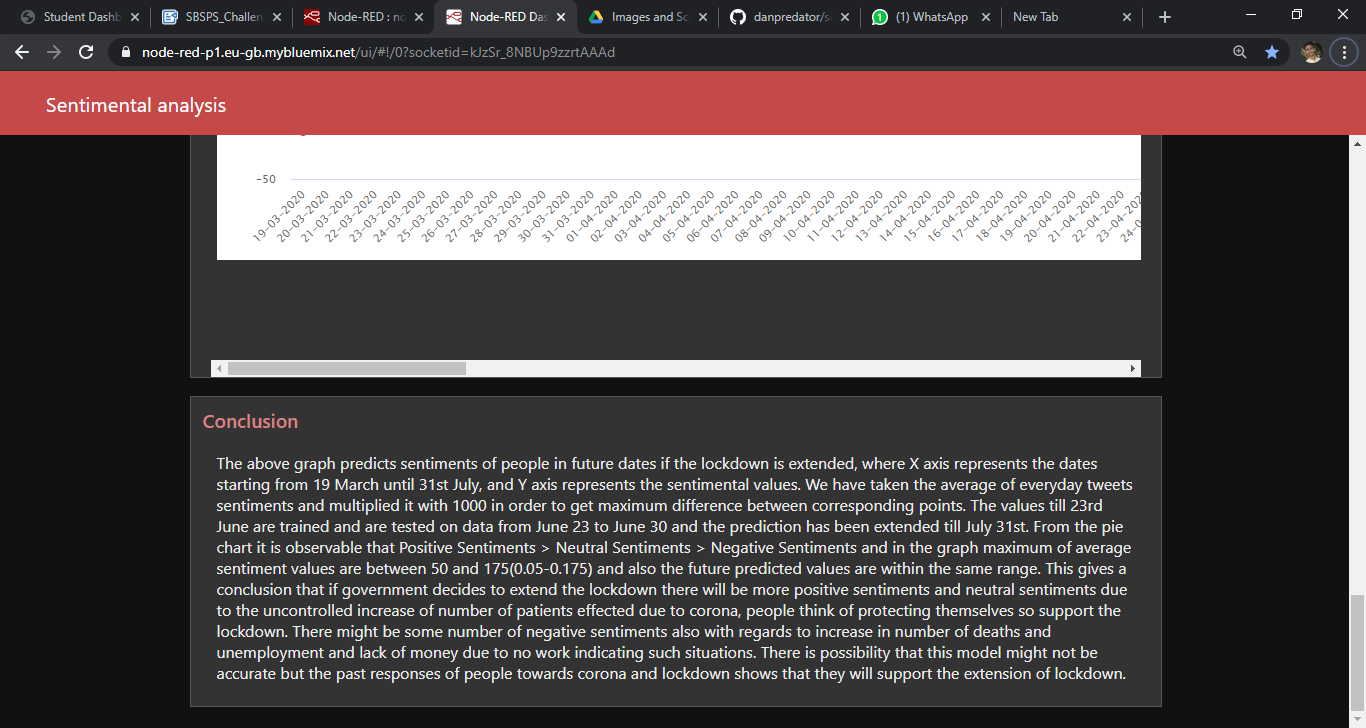 Student Dashb
SBSPS_Challen
Node-RED : no
Node-RED Das
Images and Sc
danpredator/s
(1) WhatsApp
New Tab
node-red-p1.eu-gb.mybluemix.net/ui/#!/0?socketid=kJzSr_8NBUp9zzrtAAAd
Sentimental analysis
-50
19-03-2020
20-03-2020
21-03-2020
22-03-2020
23-03-2020
24-03-2020
25-03-2020
26-03-2020
27-03-2020
28-03-2020
29-03-2020
30-03-2020
31-03-2020
01-04-2020
02-04-2020
03-04-2020
04-04-2020
05-04-2020
06-04-2020
07-04-2020
08-04-2020
09-04-2020
10-04-2020
11-04-2020
12-04-2020
13-04-2020
14-04-2020
15-04-2020
16-04-2020
17-04-2020
18-04-2020
19-04-2020
20-04-2020
21-04-2020
22-04-2020
23-04-20
24-0
Conclusion
The above graph predicts sentiments of people in future dates if the lockdown is extended, where X axis represents the dates
starting from 19 March until 31st July, and Y axis represents the sentimental values. We have taken the average of everyday tweets
sentiments and multiplied it with 1000 in order to get maximum difference between corresponding points. The values till 23rd
June are trained and are tested on data from June 23 to June 30 and the prediction has been extended till July 31st. From the pie
chart it is observable that Positive Sentiments > Neutral Sentiments > Negative Sentiments and in the graph maximum of average
sentiment values are between 50 and 175(0.05-0.175) and also the future predicted values are within the same range. This gives a
conclusion that if government decides to extend the lockdown there will be more positive sentiments and neutral sentiments due
to the uncontrolled increase of number of patients effected due to corona, people think of protecting themselves so support the
lockdown. There might be some number of negative sentiments also with regards to increase in number of deaths and
unemployment and lack of money due to no work indicating such situations. There is possibility that this model might not be
accurate but the past responses of people towards corona and lockdown shows that they will support the extension of lockdown.